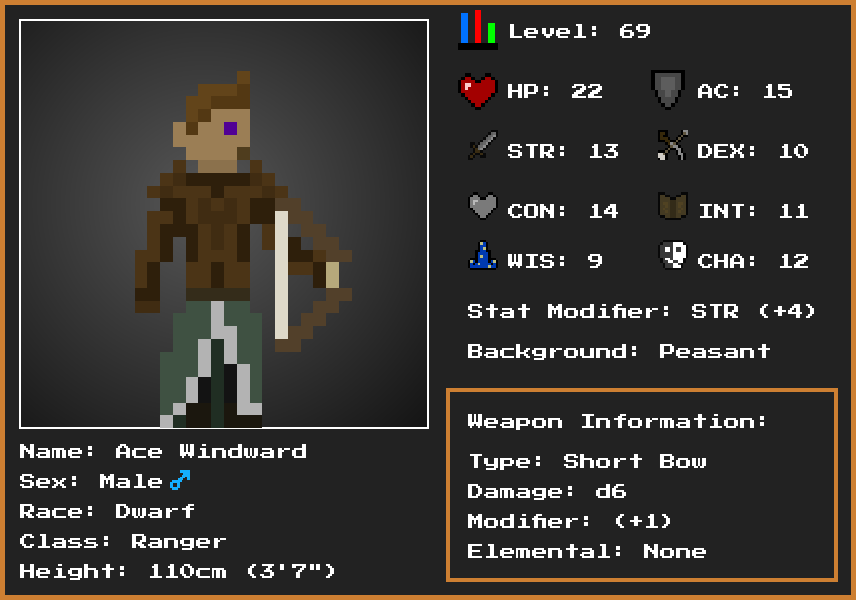 Level: 69
HP: 22 AC: 15
STR: 13 DEX: 10
CON: 14 INT: 11
WIS: 9 CHA: 12
Stat Modifier: STR (+4)
Background: Peasant
Weapon Information:
Type: Short Bow
Damage: d6
Modifier: (+1)
Elemental: None
Name: Ace Windward
Sex: Male♂
Race: Dwarf
Class: Ranger
Height: 110cm (3'7")